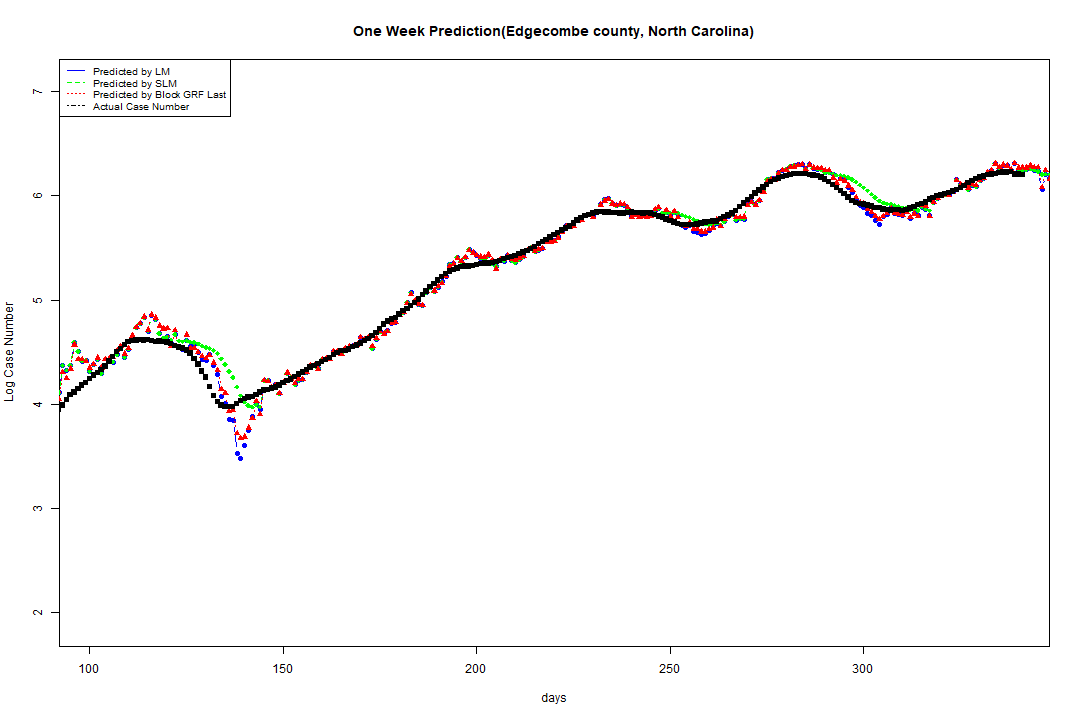 One Week Prediction(Edgecombe county, North Carolina)
Predicted by LM
Predicted by SLM
Predicted by Block GRF Last
Actual Case Number
7
6
5
4
3
2
Log Case Number
100 150 200 250 300
days